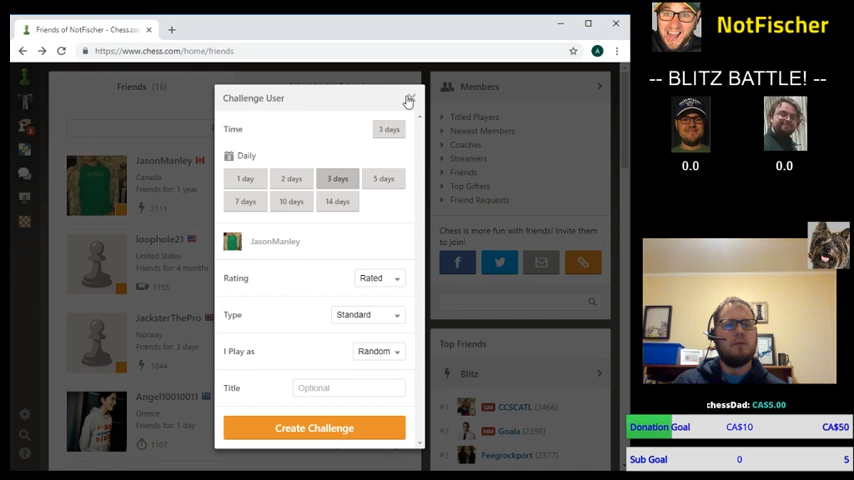 Friends of NotFischer - Chess.co
https://www.chess.com/home/friends
A
Friends (16)
JasonManley
Canada
Friends for: 1 year
2111
loophole21
United States
Friends for: 4 months
1755
JacksterThePro
Norway
Friends for: 3 days
1644
Angel10010011
Greece
Friends for: 1 day
1107
Challenge User
Time
3 days
Daily
1 day
2 days
3 days
5 days
7 days
10 days
14 days
JasonManley
Rating
Rated
Type
Standard
I Play as
Random
Title
Optional
Create Challenge
Members
Titled Players
Newest Members
Coaches
Streamers
Friends
Top Gifters
Friend Requests
Chess is more fun with friends! Invite them
to join!
Top Friends
Blitz
#1 GM CCSCATL (2466)
#2 NM Goala (2398)
#3 Feegrockport (2377)
NotFischer
-- BLITZ BATTLE! --
0.0
0.0
chessDad: CA$5.00
Donation Goal
CA$10
CA$50
Sub Goal
0
5